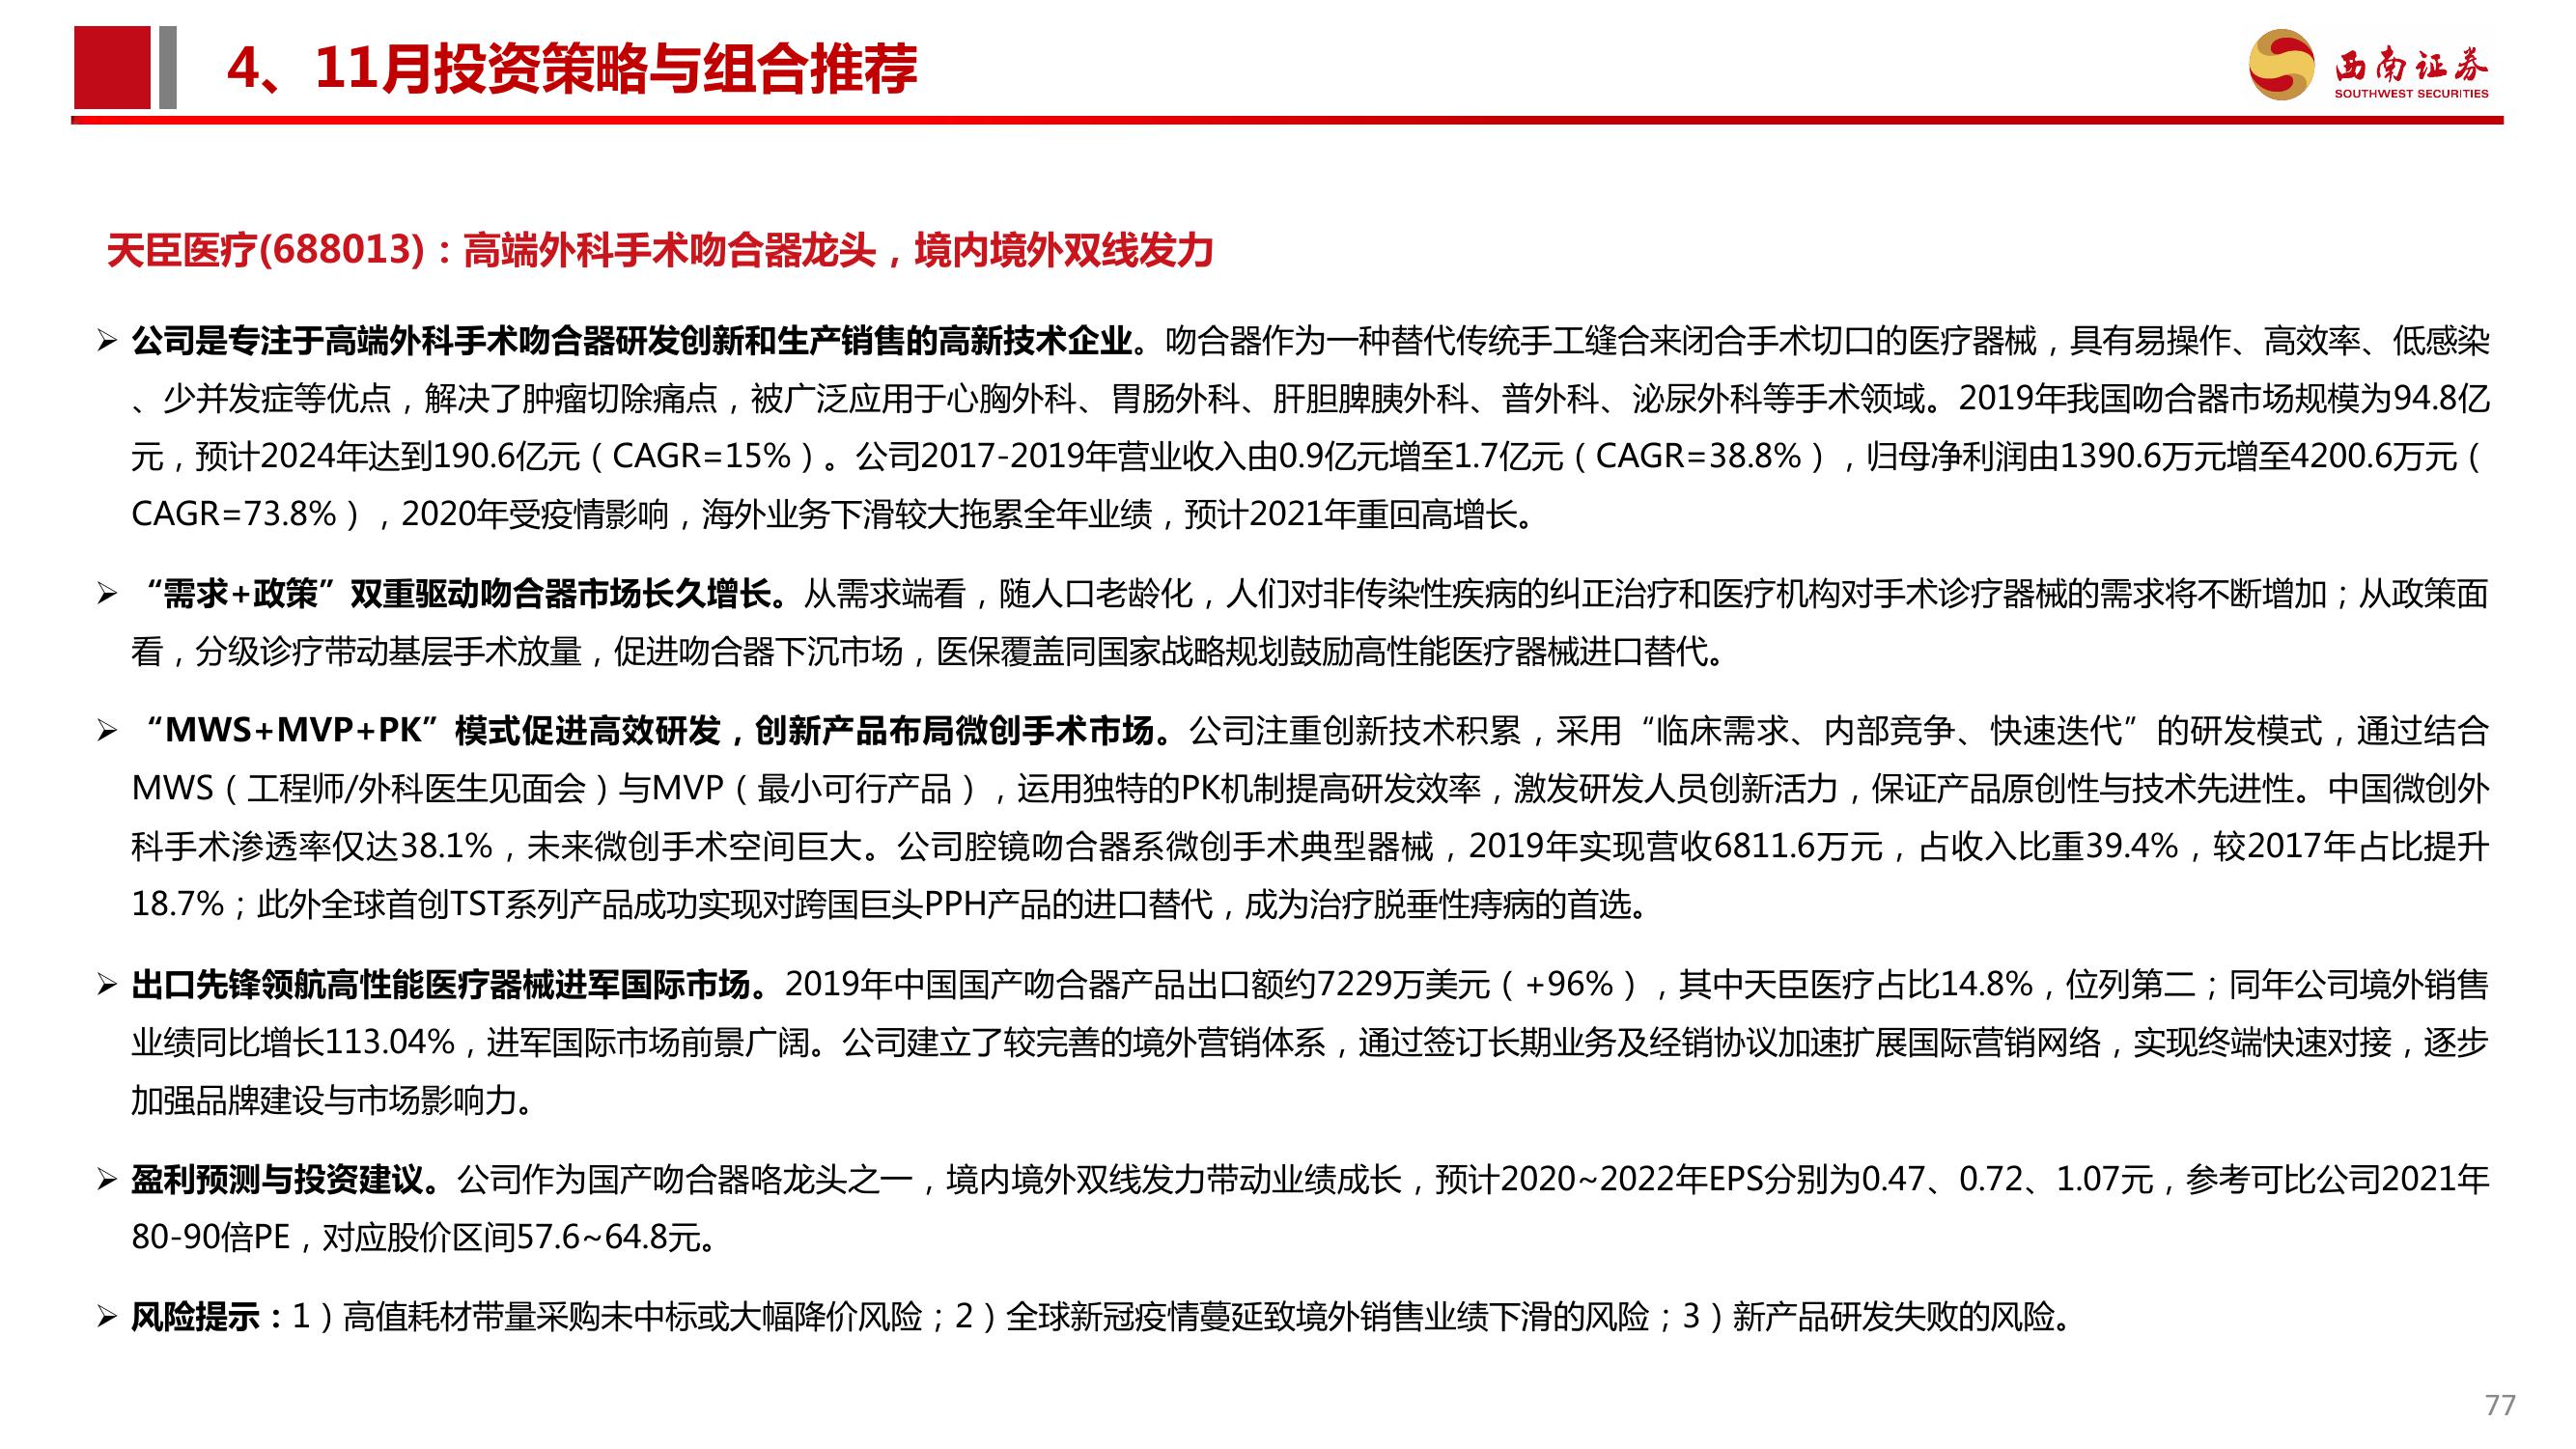 4、11月投资策略与组合推荐
西南证券
SOUTHWEST SECURITIES
天臣医疗(688013)：高端外科手术吻合器龙头，境内境外双线发力
➢ 公司是专注于高端外科手术吻合器研发创新和生产销售的高新技术企业。吻合器作为一种替代传统手工缝合来闭合手术切口的医疗器械，具有易操作、高效率、低感染
、少并发症等优点，解决了肿瘤切除痛点，被广泛应用于心胸外科、胃肠外科、肝胆脾胰外科、普外科、泌尿外科等手术领域。2019年我国吻合器市场规模为94.8亿
元，预计2024年达到190.6亿元（CAGR=15%）。公司2017-2019年营业收入由0.9亿元增至1.7亿元（CAGR=38.8%），归母净利润由1390.6万元增至4200.6万元（
CAGR=73.8%），2020年受疫情影响，海外业务下滑较大拖累全年业绩，预计2021年重回高增长。
➢ “需求+政策”双重驱动吻合器市场长久增长。从需求端看，随人口老龄化，人们对非传染性疾病的纠正治疗和医疗机构对手术诊疗器械的需求将不断增加；从政策面
看，分级诊疗带动基层手术放量，促进吻合器下沉市场，医保覆盖同国家战略规划鼓励高性能医疗器械进口替代。
➢ “MWS+MVP+PK”模式促进高效研发，创新产品布局微创手术市场。公司注重创新技术积累，采用“临床需求、内部竞争、快速迭代”的研发模式，通过结合
MWS（工程师/外科医生见面会）与MVP（最小可行产品），运用独特的PK机制提高研发效率，激发研发人员创新活力，保证产品原创性与技术先进性。中国微创外
科手术渗透率仅达38.1%，未来微创手术空间巨大。公司腔镜吻合器系微创手术典型器械，2019年实现营收6811.6万元，占收入比重39.4%，较2017年占比提升
18.7%；此外全球首创TST系列产品成功实现对跨国巨头PPH产品的进口替代，成为治疗脱垂性痔病的首选。
➢ 出口先锋领航高性能医疗器械进军国际市场。2019年中国国产吻合器产品出口额约7229万美元（+96%），其中天臣医疗占比14.8%，位列第二；同年公司境外销售
业绩同比增长113.04%，进军国际市场前景广阔。公司建立了较完善的境外营销体系，通过签订长期业务及经销协议加速扩展国际营销网络，实现终端快速对接，逐步
加强品牌建设与市场影响力。
➢ 盈利预测与投资建议。公司作为国产吻合器咯龙头之一，境内境外双线发力带动业绩成长，预计2020~2022年EPS分别为0.47、0.72、1.07元，参考可比公司2021年
80-90倍PE，对应股价区间57.6~64.8元。
➢ 风险提示：1）高值耗材带量采购未中标或大幅降价风险；2）全球新冠疫情蔓延致境外销售业绩下滑的风险；3）新产品研发失败的风险。
77